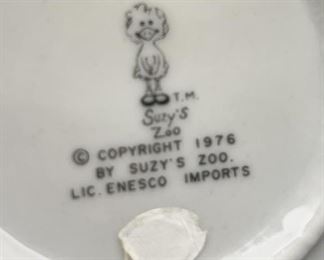 T.M.
Suzy's
Zoo
© COPYRIGHT 1976
BY SUZY'S ZOO.
LIC. ENESCO IMPORTS